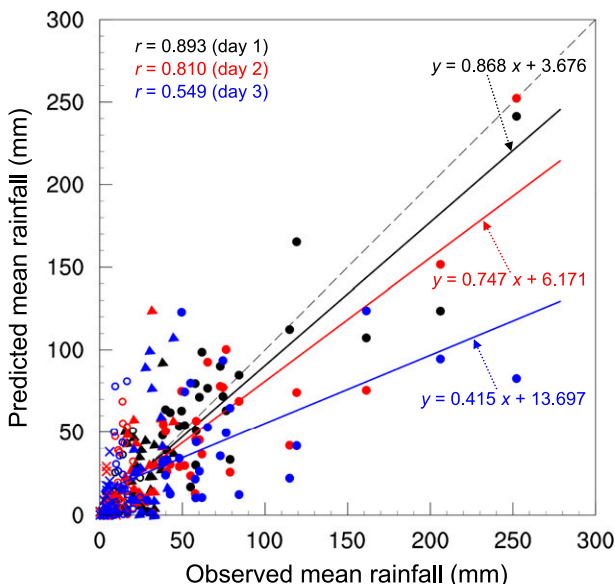 r = 0.893 (day 1)
r = 0.810 (day 2)
r = 0.549 (day 3)
y = 0.868 x + 3.676
y = 0.747 x + 6.171
y = 0.415 x + 13.697
Predicted mean rainfall (mm)
300
250
200
150
100
50
0
0
50
100
150
200
250
300
Observed mean rainfall (mm)